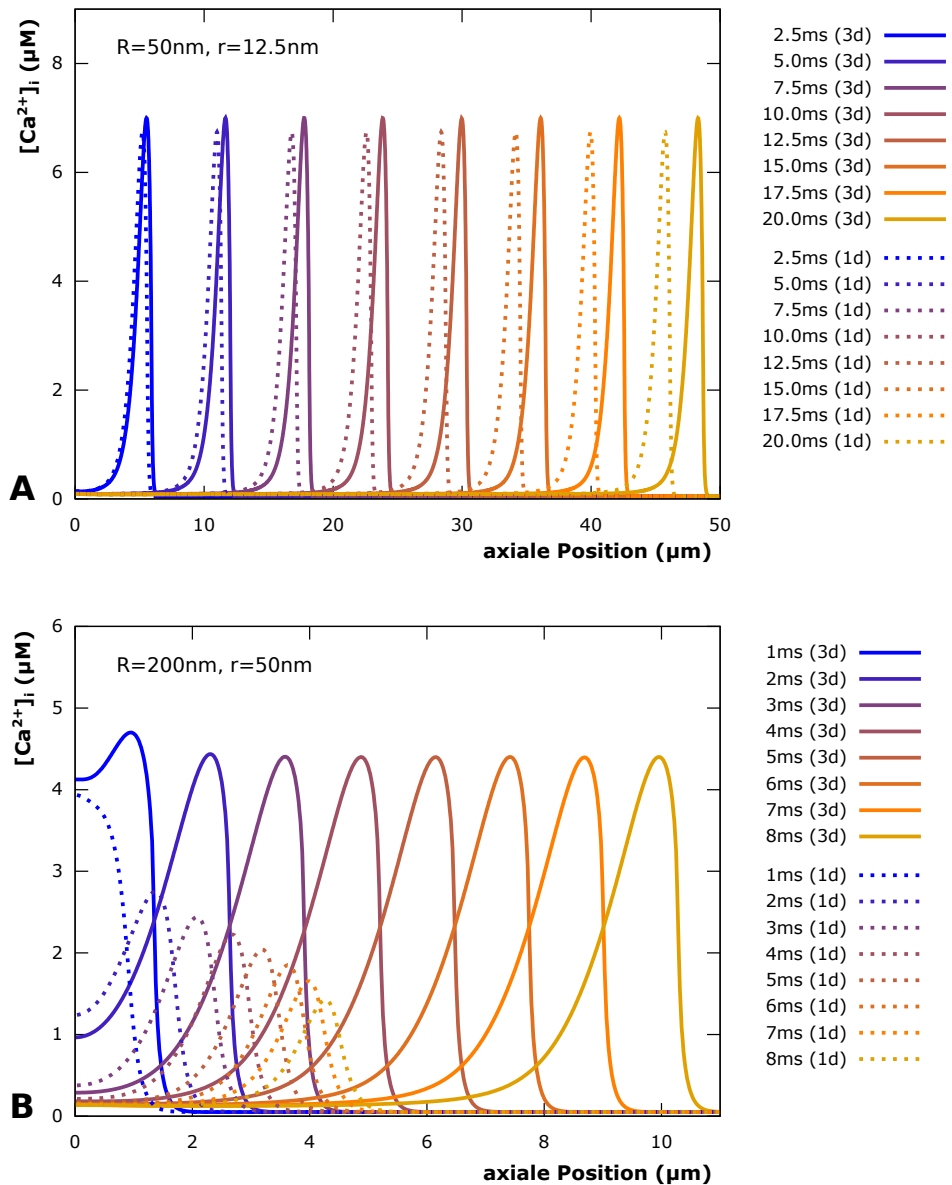 [Ca²⁺]ᵢ (µM)
R=50nm, r=12.5nm
8
6
4
2
0
0 10 20 30 40 50
axiale Position (µm)
A
2.5ms (3d)
5.0ms (3d)
7.5ms (3d)
10.0ms (3d)
12.5ms (3d)
15.0ms (3d)
17.5ms (3d)
20.0ms (3d)
2.5ms (1d)
5.0ms (1d)
7.5ms (1d)
10.0ms (1d)
12.5ms (1d)
15.0ms (1d)
17.5ms (1d)
20.0ms (1d)
[Ca²⁺]ᵢ (µM)
R=200nm, r=50nm
6
5
4
3
2
1
0
0 2 4 6 8 10
axiale Position (µm)
B
1ms (3d)
2ms (3d)
3ms (3d)
4ms (3d)
5ms (3d)
6ms (3d)
7ms (3d)
8ms (3d)
1ms (1d)
2ms (1d)
3ms (1d)
4ms (1d)
5ms (1d)
6ms (1d)
7ms (1d)
8ms (1d)